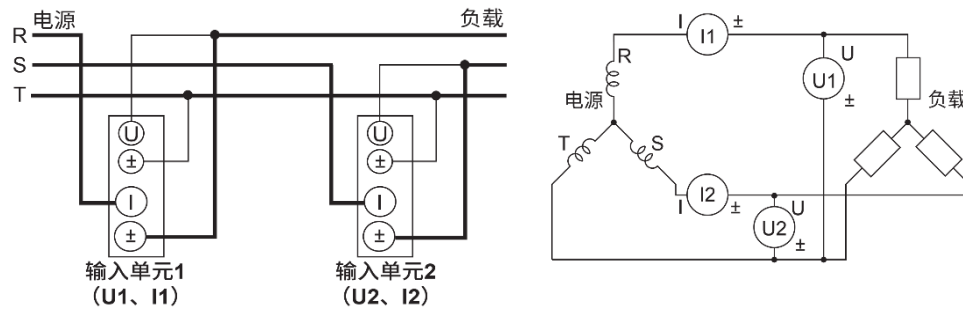 电源
负载
R
S
T
U
±
I
±
U
±
I
±
输入单元1
（U1、I1）
输入单元2
（U2、I2）
I
I1
±
R
U
U1
±
电源
负载
T
S
I
I2
±
U
U2
±